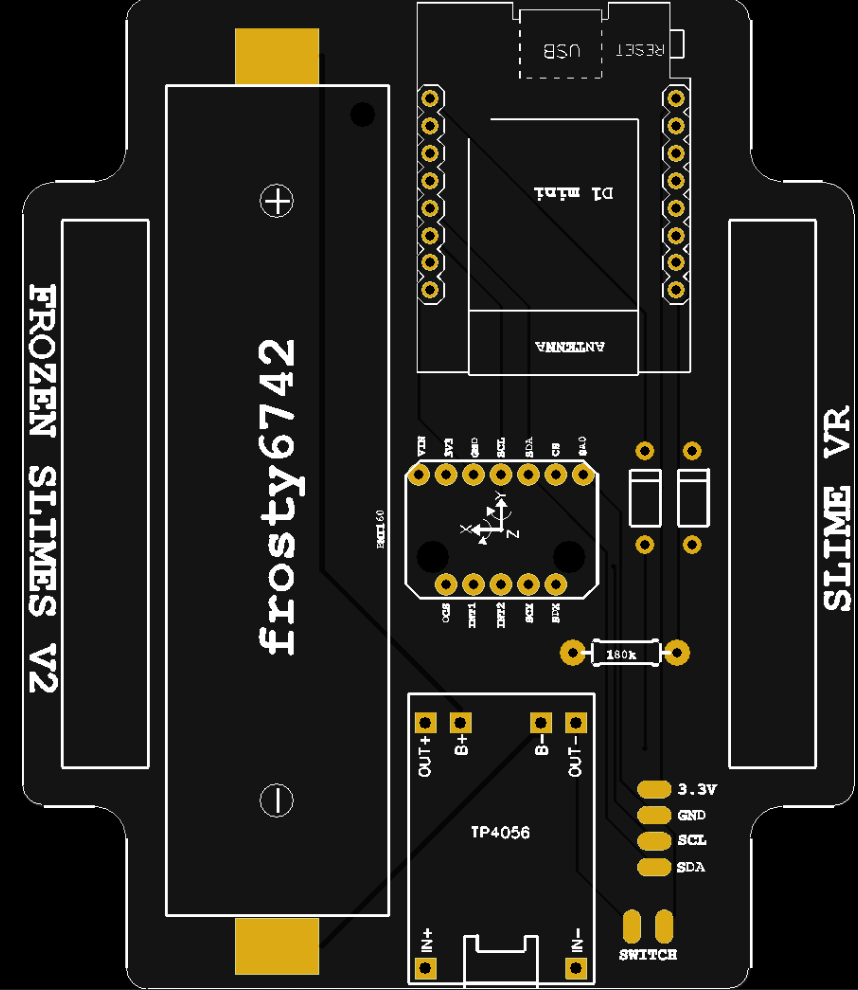 USB
RESET
D1 mini
ANTENNA
FROZEN SLIMES V2
frosty6742
SLIME VR
VIN
3V3
GND
SCL
SDA
CS
SAO
BMI160
X
Y
Z
OCS
INT1
INT2
SCX
SDX
180k
OUT+
B+
B-
OUT-
TP4056
IN+
IN-
3.3V
GND
SCL
SDA
SWITCH